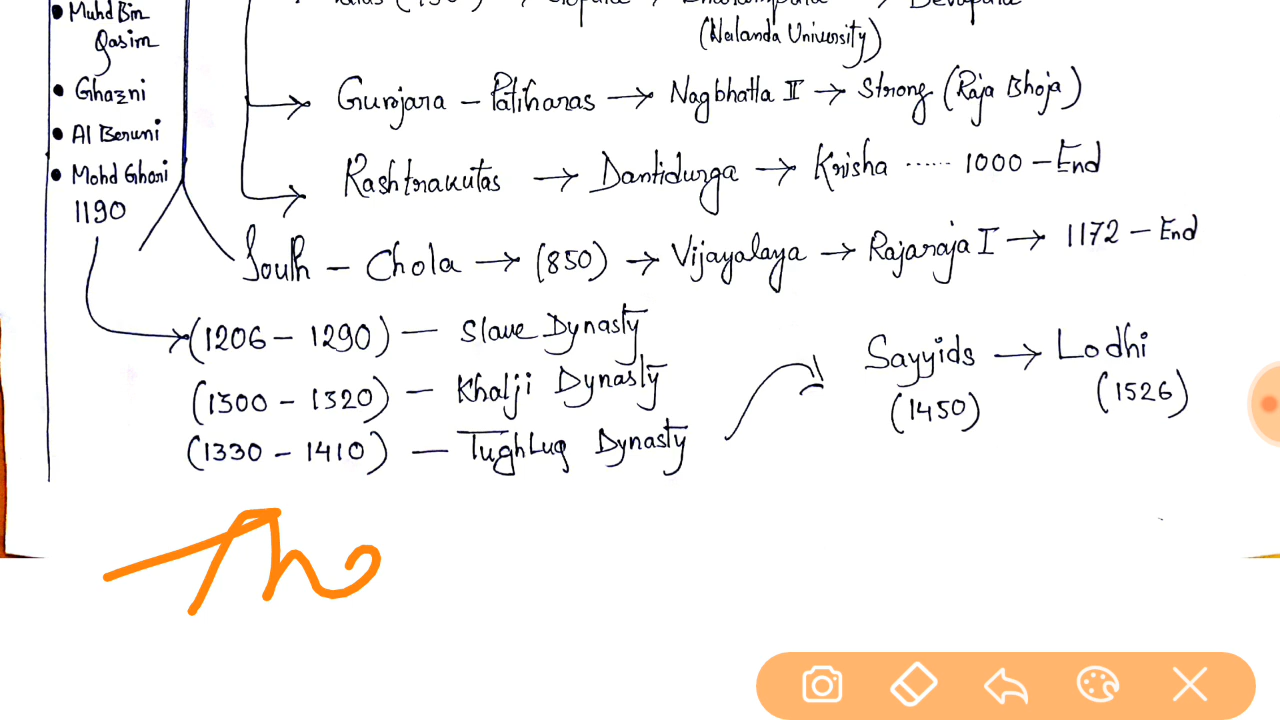 Muhd Bin
Qasim
(Nalanda University)
• Ghazni
Gurjara - Patiharas → Nagbhatta II → Strong (Raja Bhoja)
• Al Beruni
• Mohd Ghori
1190
Rashtrakutas → Dantidurga → Krisha ...... 1000 - End
South - Chola → (850) → Vijayalaya → Rajaraja I → 1172 - End
(1206 - 1290) - Slave Dynasty
(1300 - 1320) - Khalji Dynasty
(1330 - 1410) - Tughluq Dynasty
Sayyids → Lodhi
(1450) (1526)